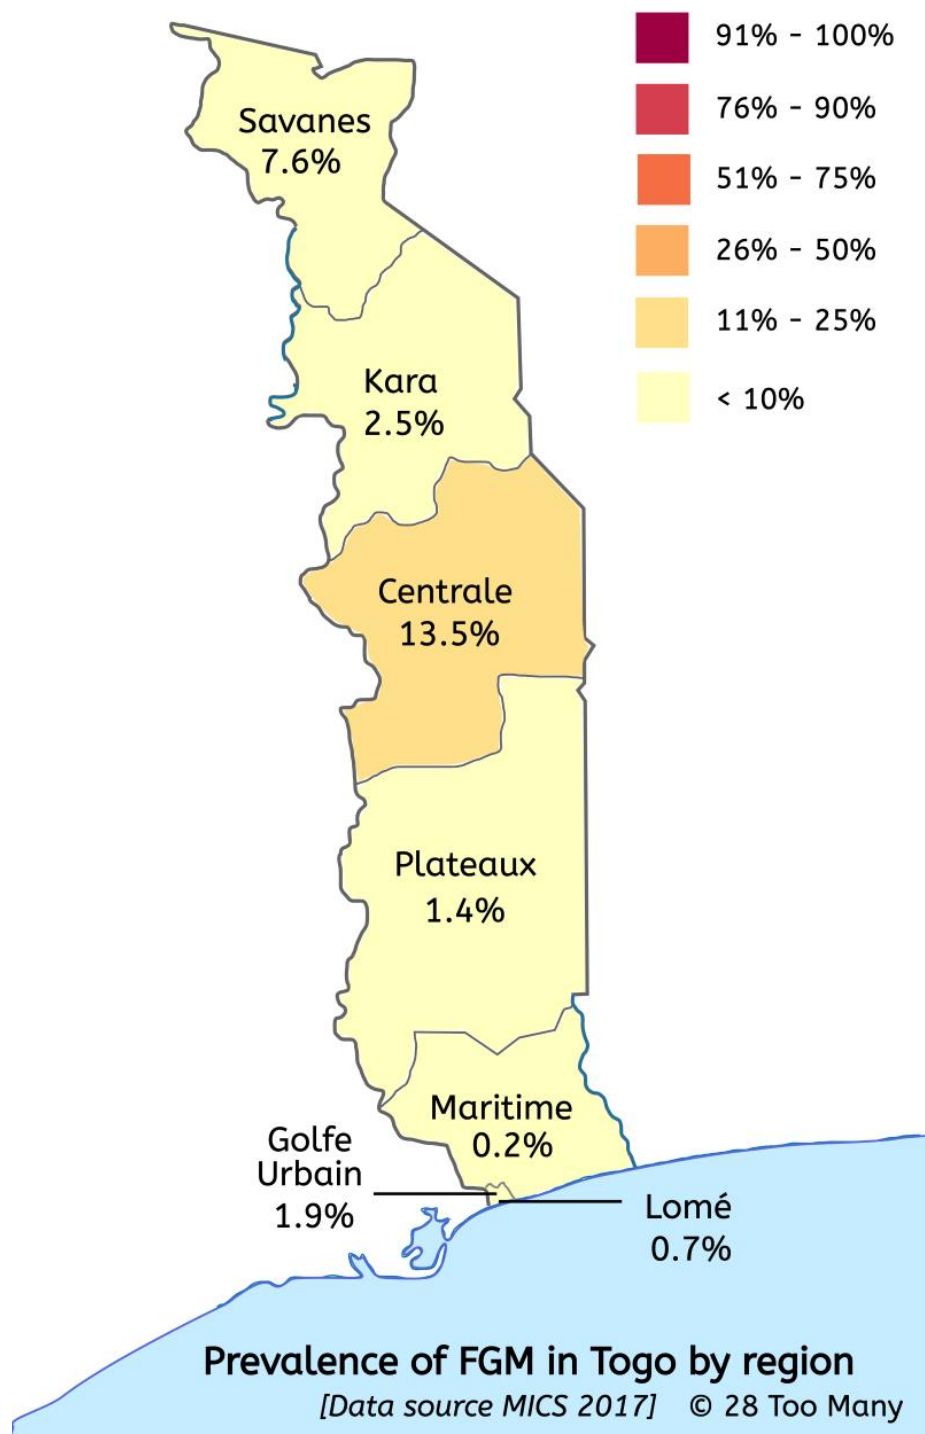 91% - 100%
76% - 90%
51% - 75%
26% - 50%
11% - 25%
< 10%
Savanes
7.6%
Kara
2.5%
Centrale
13.5%
Plateaux
1.4%
Maritime
0.2%
Golfe
Urbain
1.9%
Lomé
0.7%
Prevalence of FGM in Togo by region
[Data source MICS 2017] © 28 Too Many